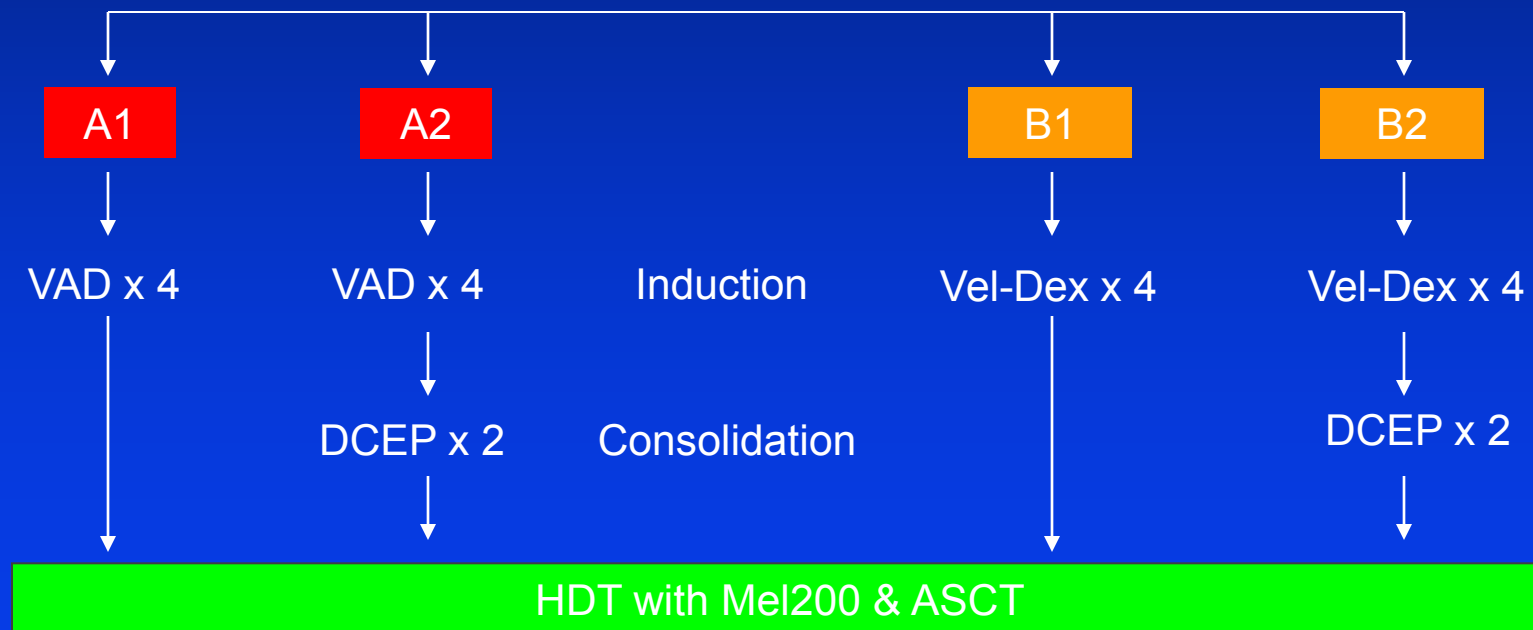 A1 A2 B1 B2
VAD x 4 VAD x 4 Induction Vel-Dex x 4 Vel-Dex x 4
DCEP x 2 Consolidation DCEP x 2
HDT with Mel200 & ASCT